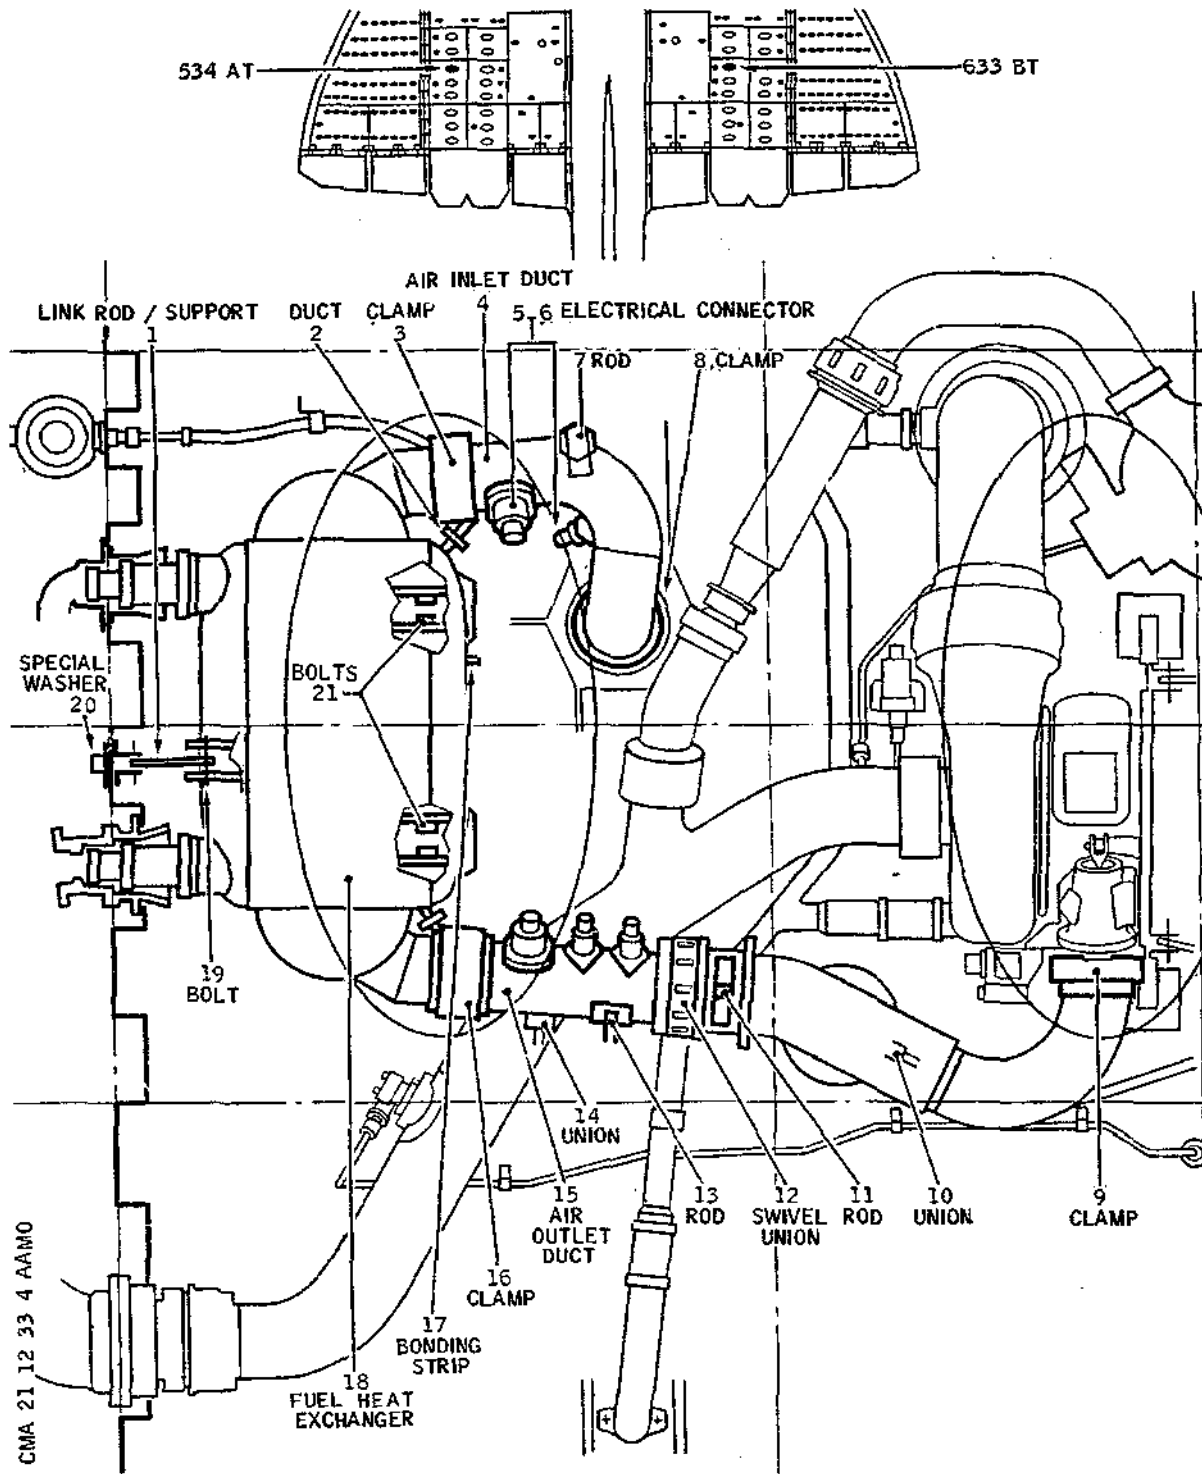 534 AT
633 BT
AIR INLET DUCT
LINK ROD / SUPPORT DUCT CLAMP 4 5,6 ELECTRICAL CONNECTOR
1 2 3 7 ROD 8,CLAMP
SPECIAL
WASHER
20
BOLTS
21
19
BOLT
14
UNION
15
AIR
OUTLET
DUCT
13
ROD
12
SWIVEL
UNION
11
ROD
10
UNION
9
CLAMP
16
CLAMP
17
BONDING
STRIP
18
FUEL HEAT
EXCHANGER
CMA 21 12 33 4 AAM0